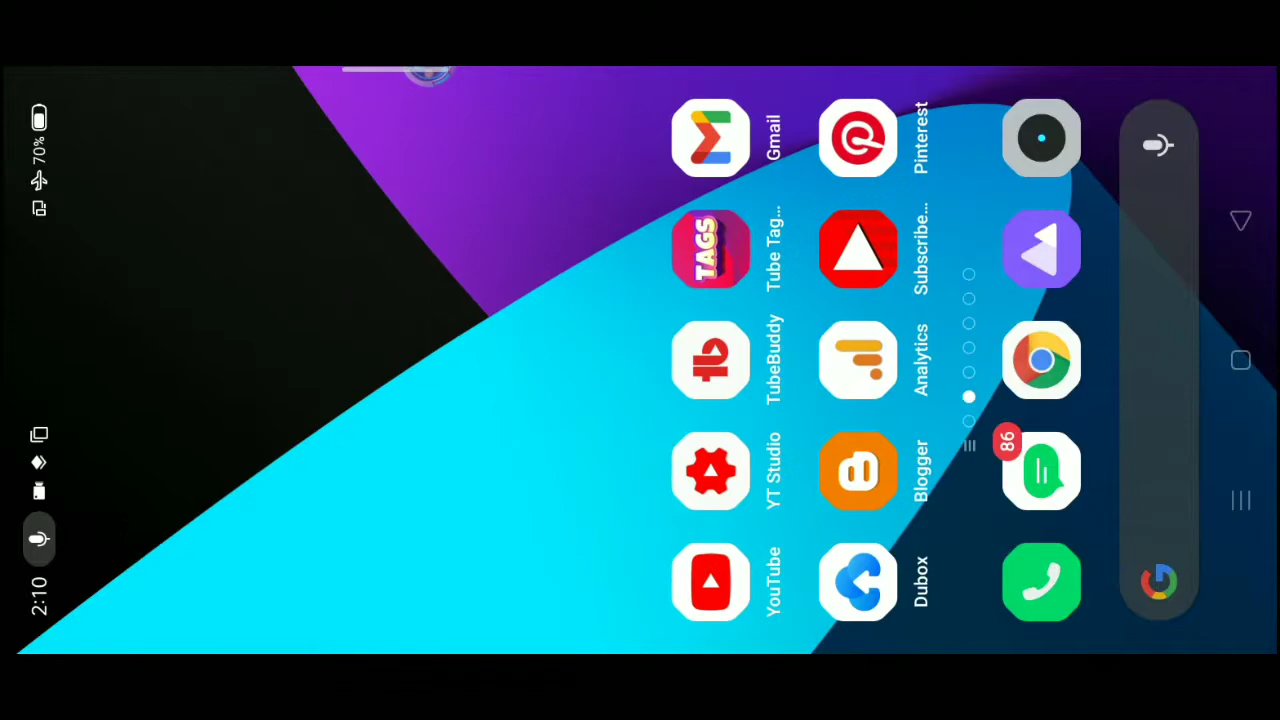 2:10
70%
YouTube
YT Studio
TubeBuddy
Tube Tag...
Gmail
TAGS
Dubox
Blogger
Analytics
Subscribe...
Pinterest
86